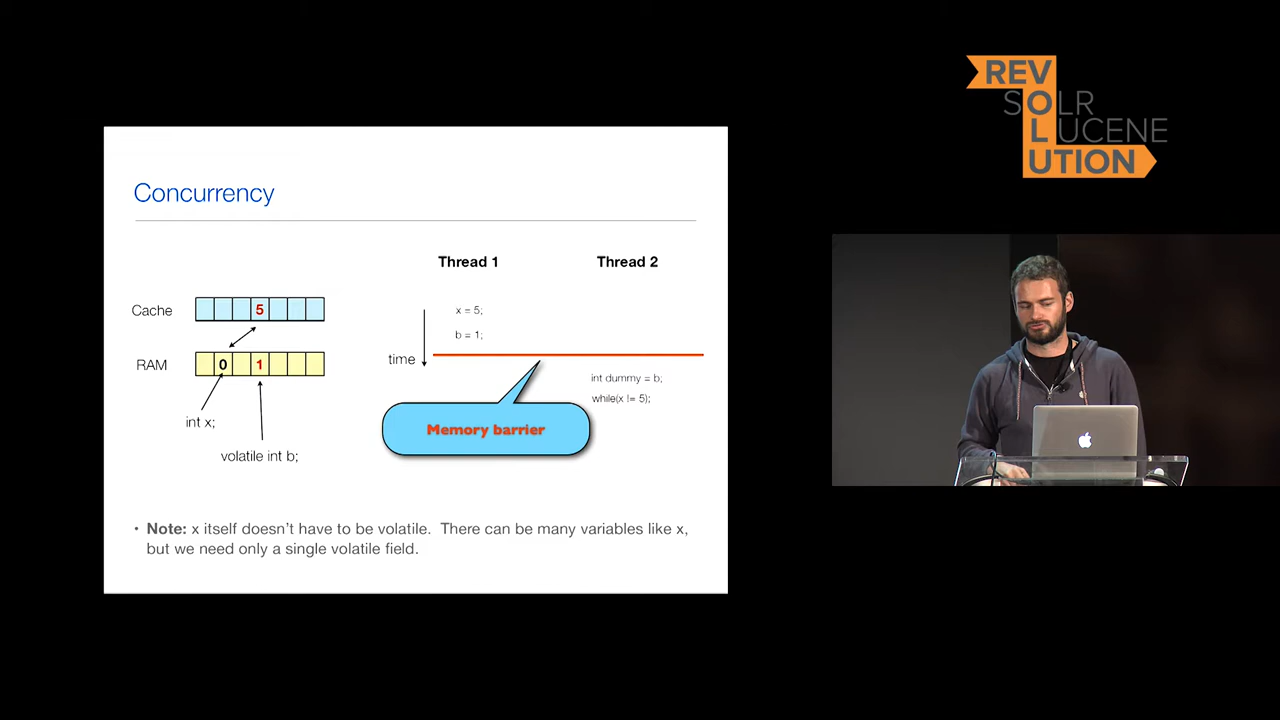 REV
SOLR
LUCENE
UTION
Concurrency
Thread 1
Thread 2
Cache
5
x = 5;
b = 1;
time
RAM
0
1
int dummy = b;
while(x != 5);
int x;
Memory barrier
volatile int b;
• Note: x itself doesn't have to be volatile. There can be many variables like x,
but we need only a single volatile field.